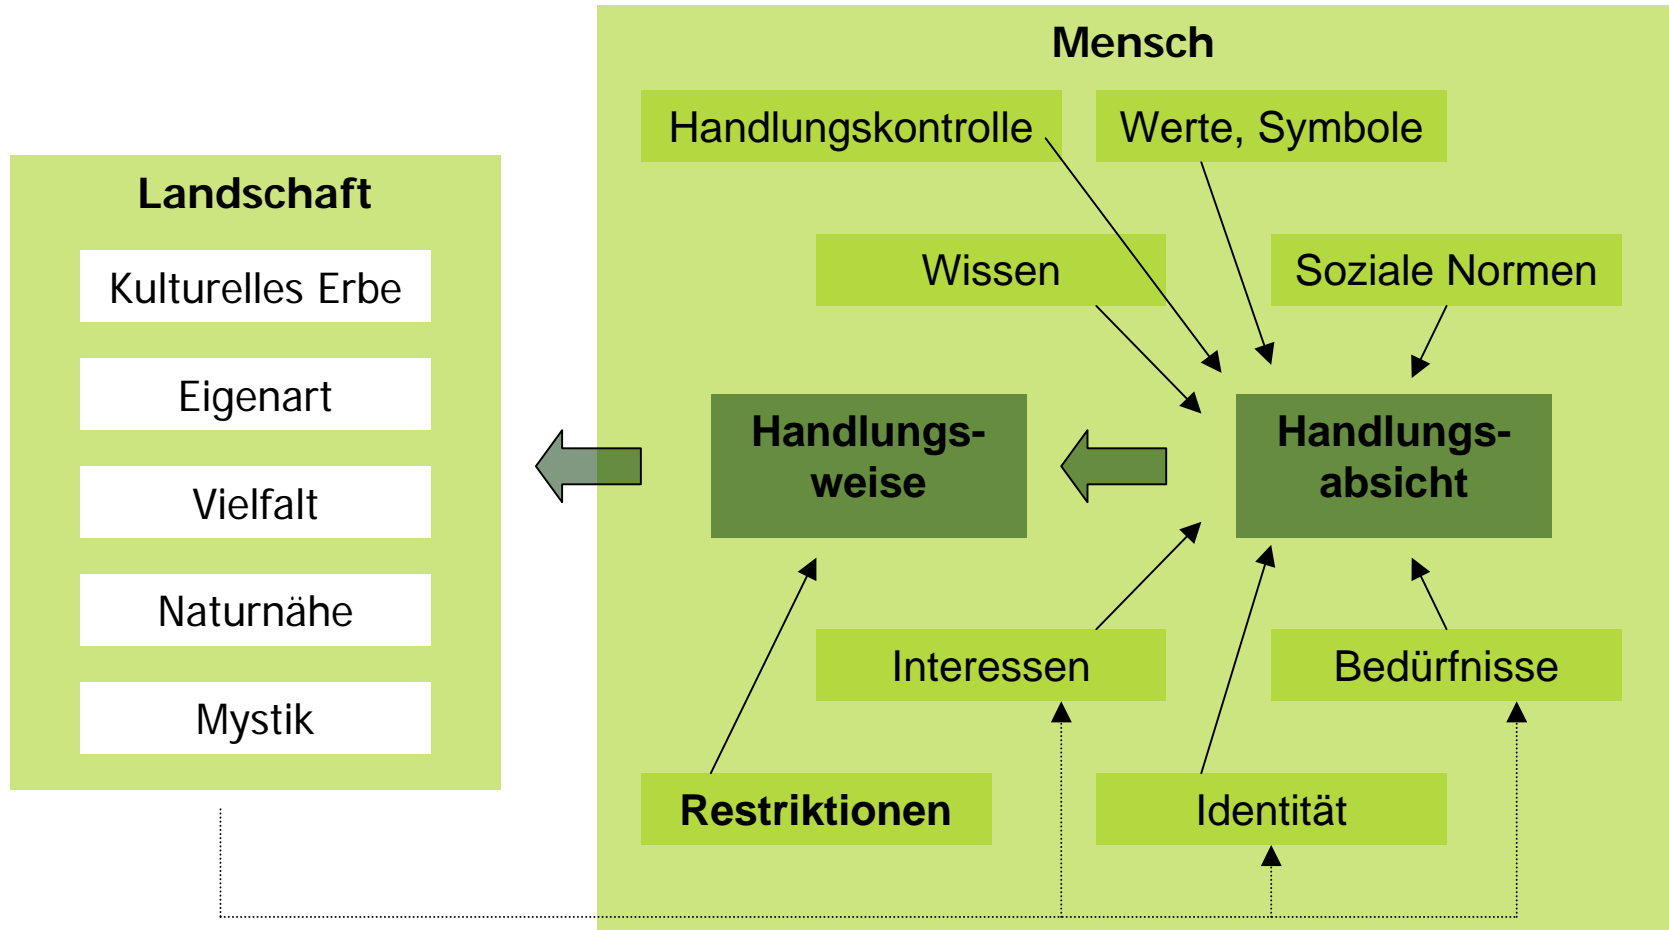 Mensch
Handlungskontrolle
Werte, Symbole
Landschaft
Kulturelles Erbe
Eigenart
Vielfalt
Naturnähe
Mystik
Wissen
Soziale Normen
Handlungs-
weise
Handlungs-
absicht
Interessen
Bedürfnisse
Restriktionen
Identität